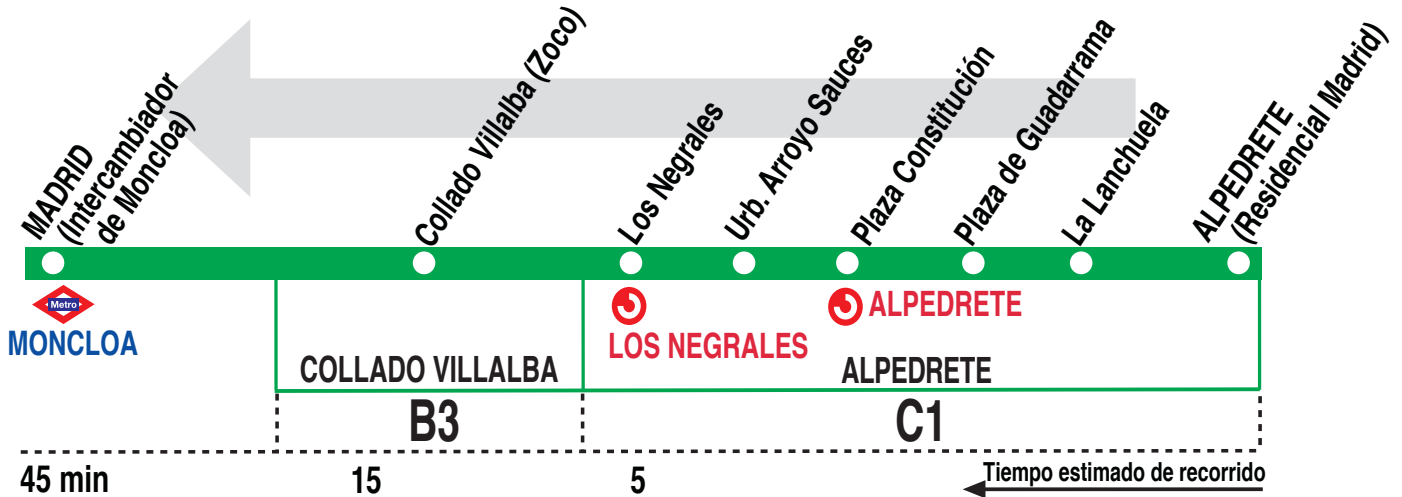 MADRID
(Intercambiador
de Moncloa)
Collado Villalba (Zoco)
Los Negrales
Urb. Arroyo Sauces
Plaza Constitución
Plaza de Guadarrama
La Lanchuela
ALPEDRETE
(Residencial Madrid)
Metro
MONCLOA
LOS NEGRALES
ALPEDRETE
COLLADO VILLALBA
ALPEDRETE
B3
C1
45 min
15
5
Tiempo estimado de recorrido